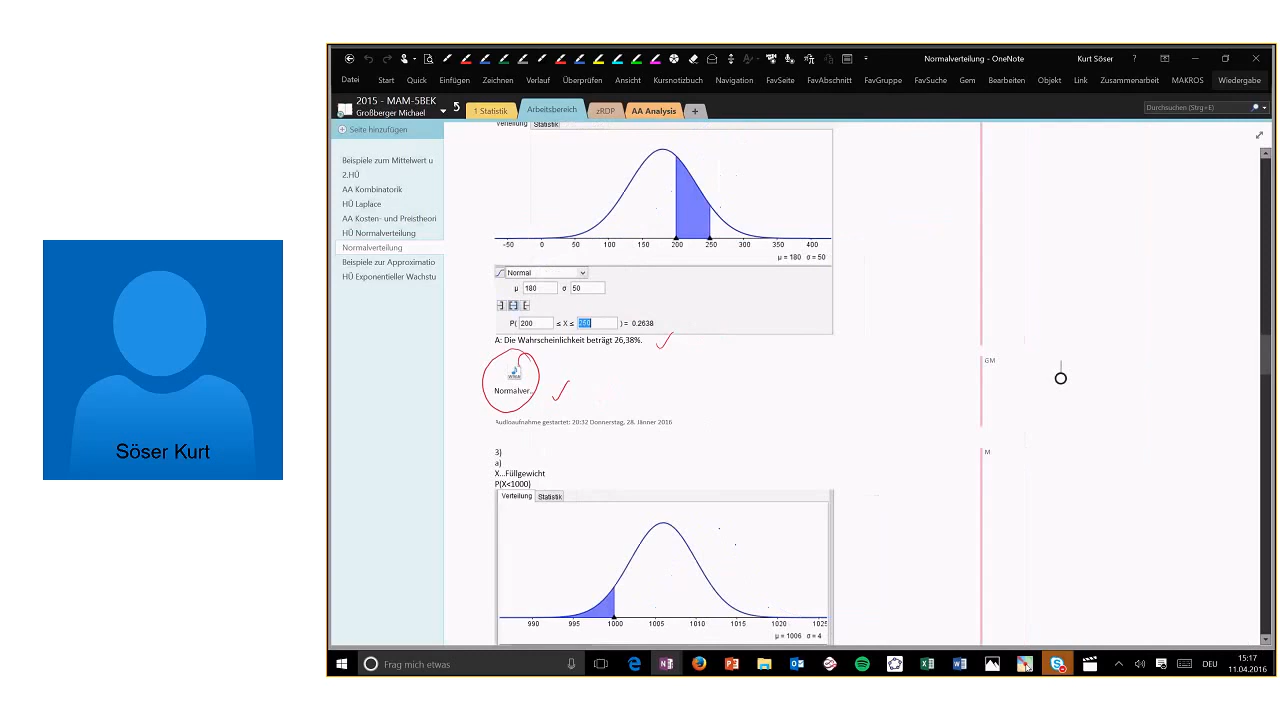 Söser Kurt
Normalverteilung - OneNote
Kurt Söser
?
Datei Start Quick Einfügen Zeichnen Verlauf Überprüfen Ansicht Kursnotizbuch Navigation FavSeite FavAbschnitt FavGruppe FavSuche Gem Bearbeiten Objekt Link Zusammenarbeit MAKROS Wiedergabe
2015 - MAM-5BEK
Großberger Michael
5
1 Statistik
Arbeitsbereich
zRDP
AA Analysis
+
Durchsuchen (Strg+E)
Seite hinzufügen
Beispiele zum Mittelwert u
2.HÜ
AA Kombinatorik
HÜ Laplace
AA Kosten- und Preistheori
HÜ Normalverteilung
Normalverteilung
Beispiele zur Approximatio
HÜ Exponentieller Wachstu
Verteilung Statistik
-50 0 50 100 150 200 250 300 350 400
μ = 180 σ = 50
Normal
μ 180 σ 50
P( 200 ≤ X ≤ 250 ) = 0.2638
A: Die Wahrscheinlichkeit beträgt 26,38%.
WMA
Normalver...
Audioaufnahme gestartet: 20:32 Donnerstag, 28. Jänner 2016
GM
3)
M
a)
X...Füllgewicht
P(X<1000)
Verteilung Statistik
990 995 1000 1005 1010 1015 1020 1025
μ = 1006 σ = 4
Frag mich etwas
DEU
15:17
11.04.2016